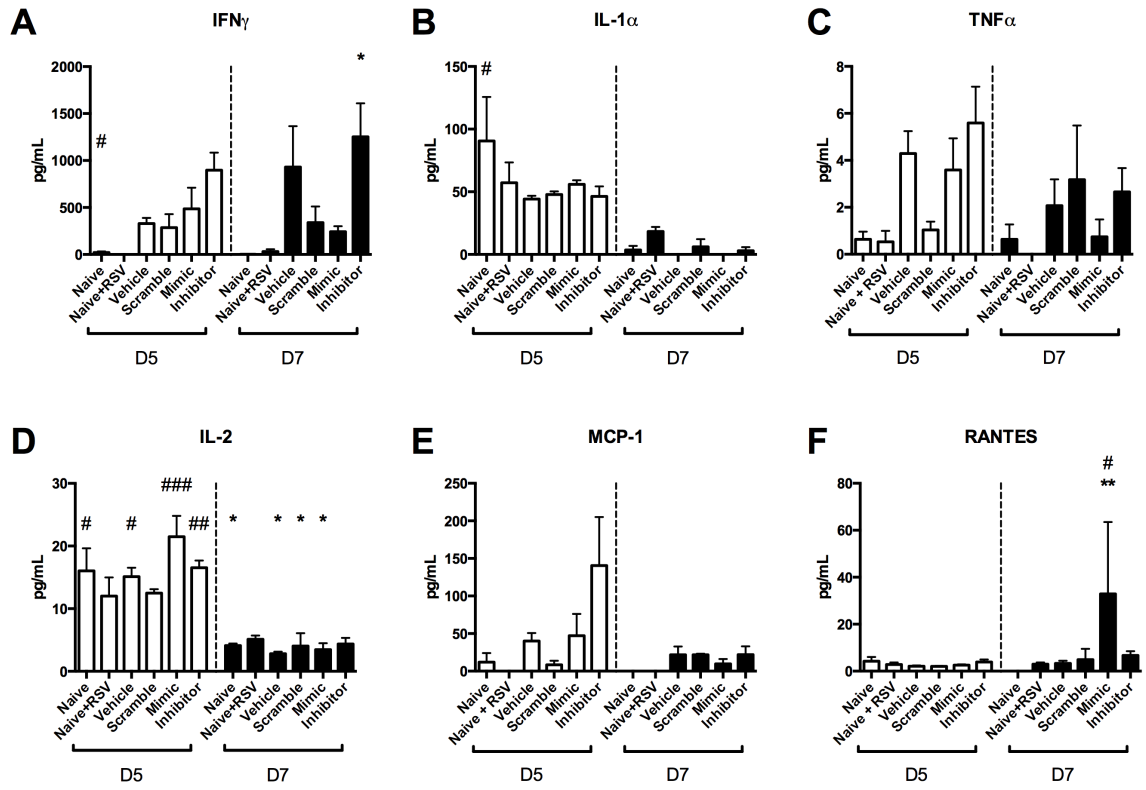 A
IFNγ
pg/mL
2000
1500
1000
500
0
#
*
Naive
Naive+RSV
Vehicle
Scramble
Mimic
Inhibitor
Naive
Naive+RSV
Vehicle
Scramble
Mimic
Inhibitor
D5
D7
B
IL-1α
pg/mL
150
100
50
0
#
Naive
Naive+RSV
Vehicle
Scramble
Mimic
Inhibitor
Naive
Naive+RSV
Vehicle
Scramble
Mimic
Inhibitor
D5
D7
C
TNFα
pg/mL
8
6
4
2
0
Naive
Naive + RSV
Vehicle
Scramble
Mimic
Inhibitor
Naive
Naive+RSV
Vehicle
Scramble
Mimic
Inhibitor
D5
D7
D
IL-2
pg/mL
30
20
10
0
#
#
###
##
*
*
*
*
Naive
Naive+RSV
Vehicle
Scramble
Mimic
Inhibitor
Naive
Naive+RSV
Vehicle
Scramble
Mimic
Inhibitor
D5
D7
E
MCP-1
pg/mL
250
200
150
100
50
0
Naive
Naive + RSV
Vehicle
Scramble
Mimic
Inhibitor
Naive
Naive + RSV
Vehicle
Scramble
Mimic
Inhibitor
D5
D7
F
RANTES
pg/mL
80
60
40
20
0
#
**
Naive
Naive + RSV
Vehicle
Scramble
Mimic
Inhibitor
Naive
Naive + RSV
Vehicle
Scramble
Mimic
Inhibitor
D5
D7